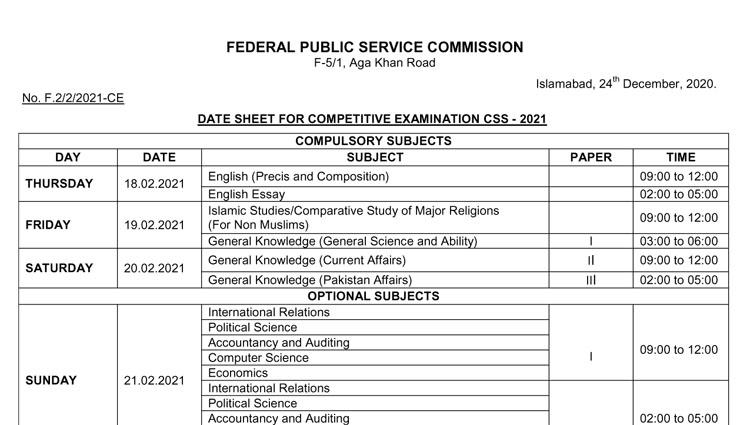 FEDERAL PUBLIC SERVICE COMMISSION
F-5/1, Aga Khan Road
Islamabad, 24th December, 2020.
No. F.2/2/2021-CE
DATE SHEET FOR COMPETITIVE EXAMINATION CSS - 2021
COMPULSORY SUBJECTS
DAY DATE SUBJECT PAPER TIME
THURSDAY 18.02.2021 English (Precis and Composition) 09:00 to 12:00
English Essay 02:00 to 05:00
FRIDAY 19.02.2021 Islamic Studies/Comparative Study of Major Religions
(For Non Muslims) 09:00 to 12:00
General Knowledge (General Science and Ability) I 03:00 to 06:00
SATURDAY 20.02.2021 General Knowledge (Current Affairs) II 09:00 to 12:00
General Knowledge (Pakistan Affairs) III 02:00 to 05:00
OPTIONAL SUBJECTS
SUNDAY 21.02.2021 International Relations
Political Science
Accountancy and Auditing
Computer Science I 09:00 to 12:00
Economics
International Relations
Political Science
Accountancy and Auditing 02:00 to 05:00